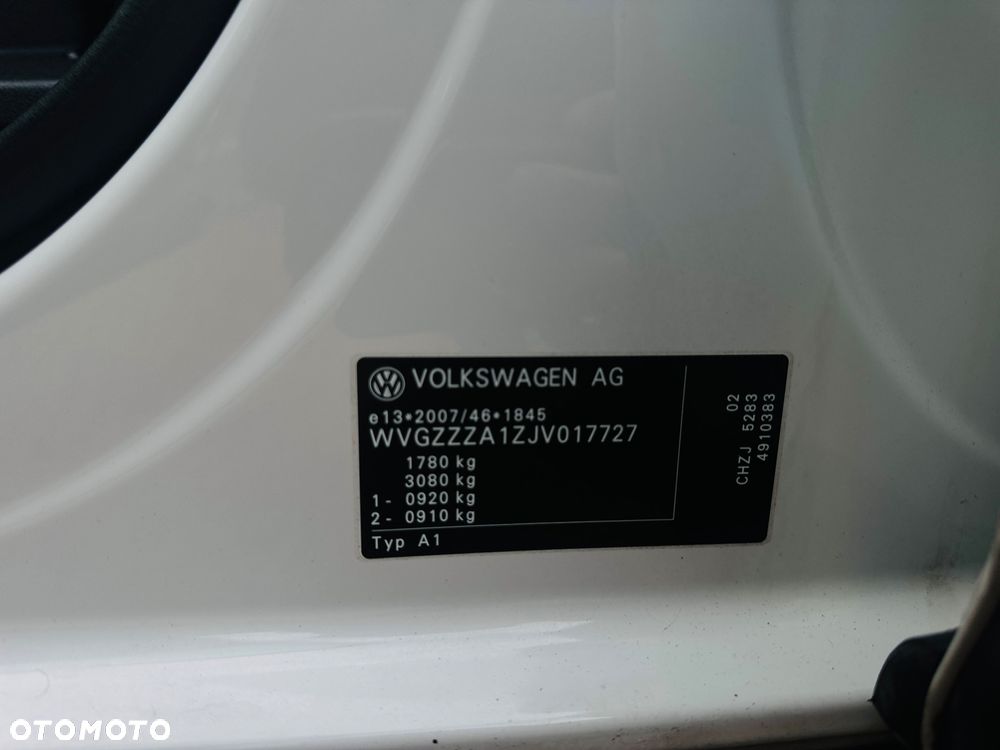 VOLKSWAGEN AG
e13*2007/46*1845
WVGZZZA1ZJV017727
1780 kg
3080 kg
1 - 0920 kg
2 - 0910 kg
Typ A1
02
CHZJ 5283
4910383
OTOMOTO